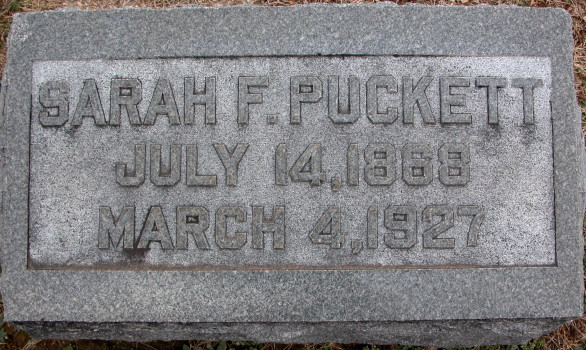 SARAH F. PUCKETT
JULY 14, 1868
MARCH 4, 1927